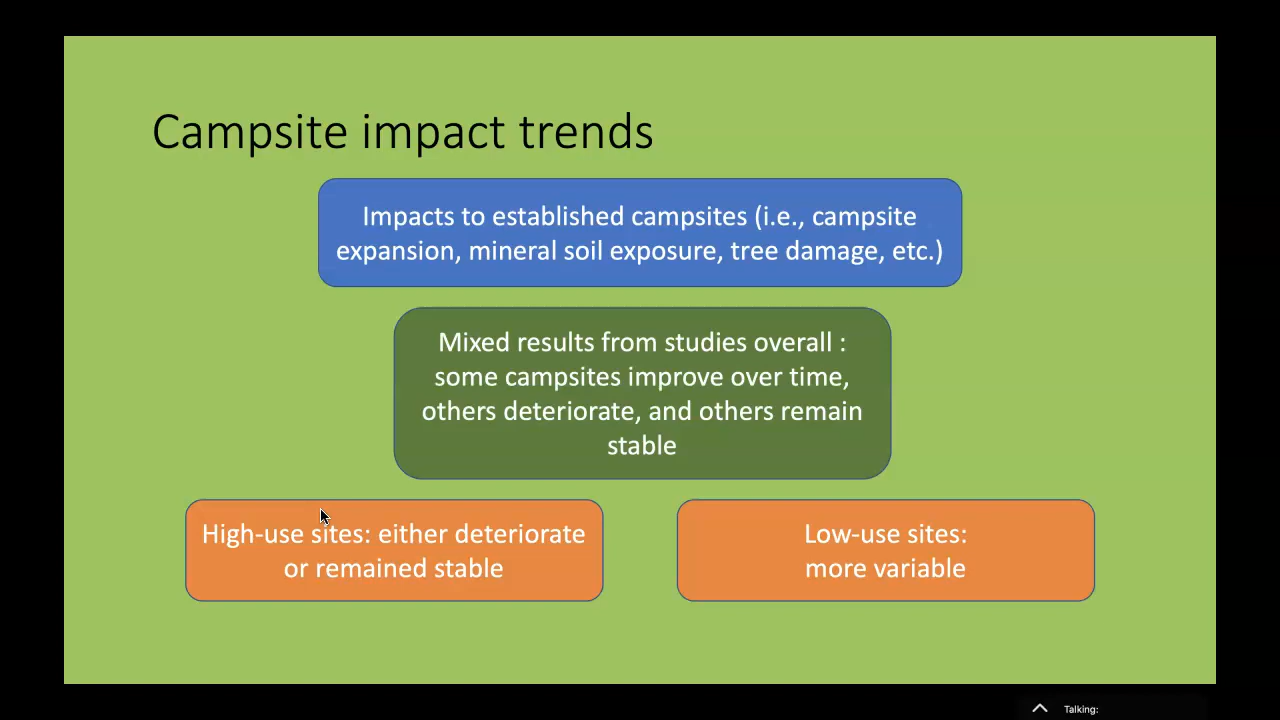 Campsite impact trends
Impacts to established campsites (i.e., campsite
expansion, mineral soil exposure, tree damage, etc.)
Mixed results from studies overall :
some campsites improve over time,
others deteriorate, and others remain
stable
High-use sites: either deteriorate
or remained stable
Low-use sites:
more variable
Talking: